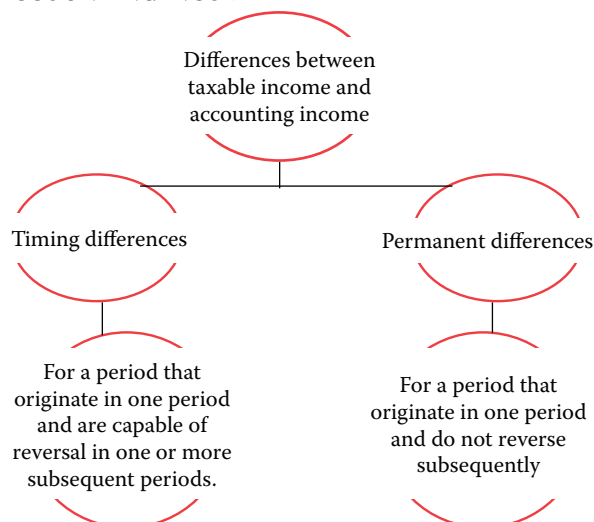 Differences between
taxable income and
accounting income
Timing differences
Permanent differences
For a period that
originate in one period
and are capable of
reversal in one or more
subsequent periods.
For a period that
originate in one period
and do not reverse
subsequently